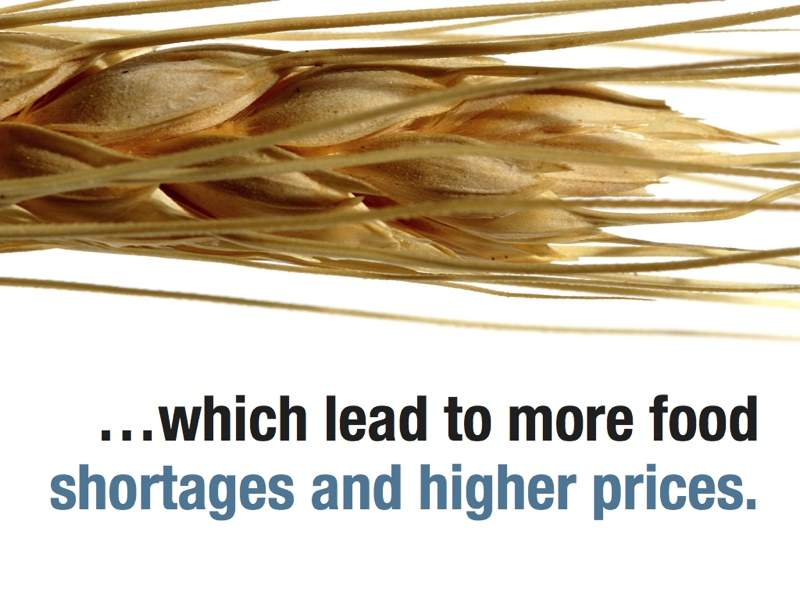 …which lead to more food
shortages and higher prices.